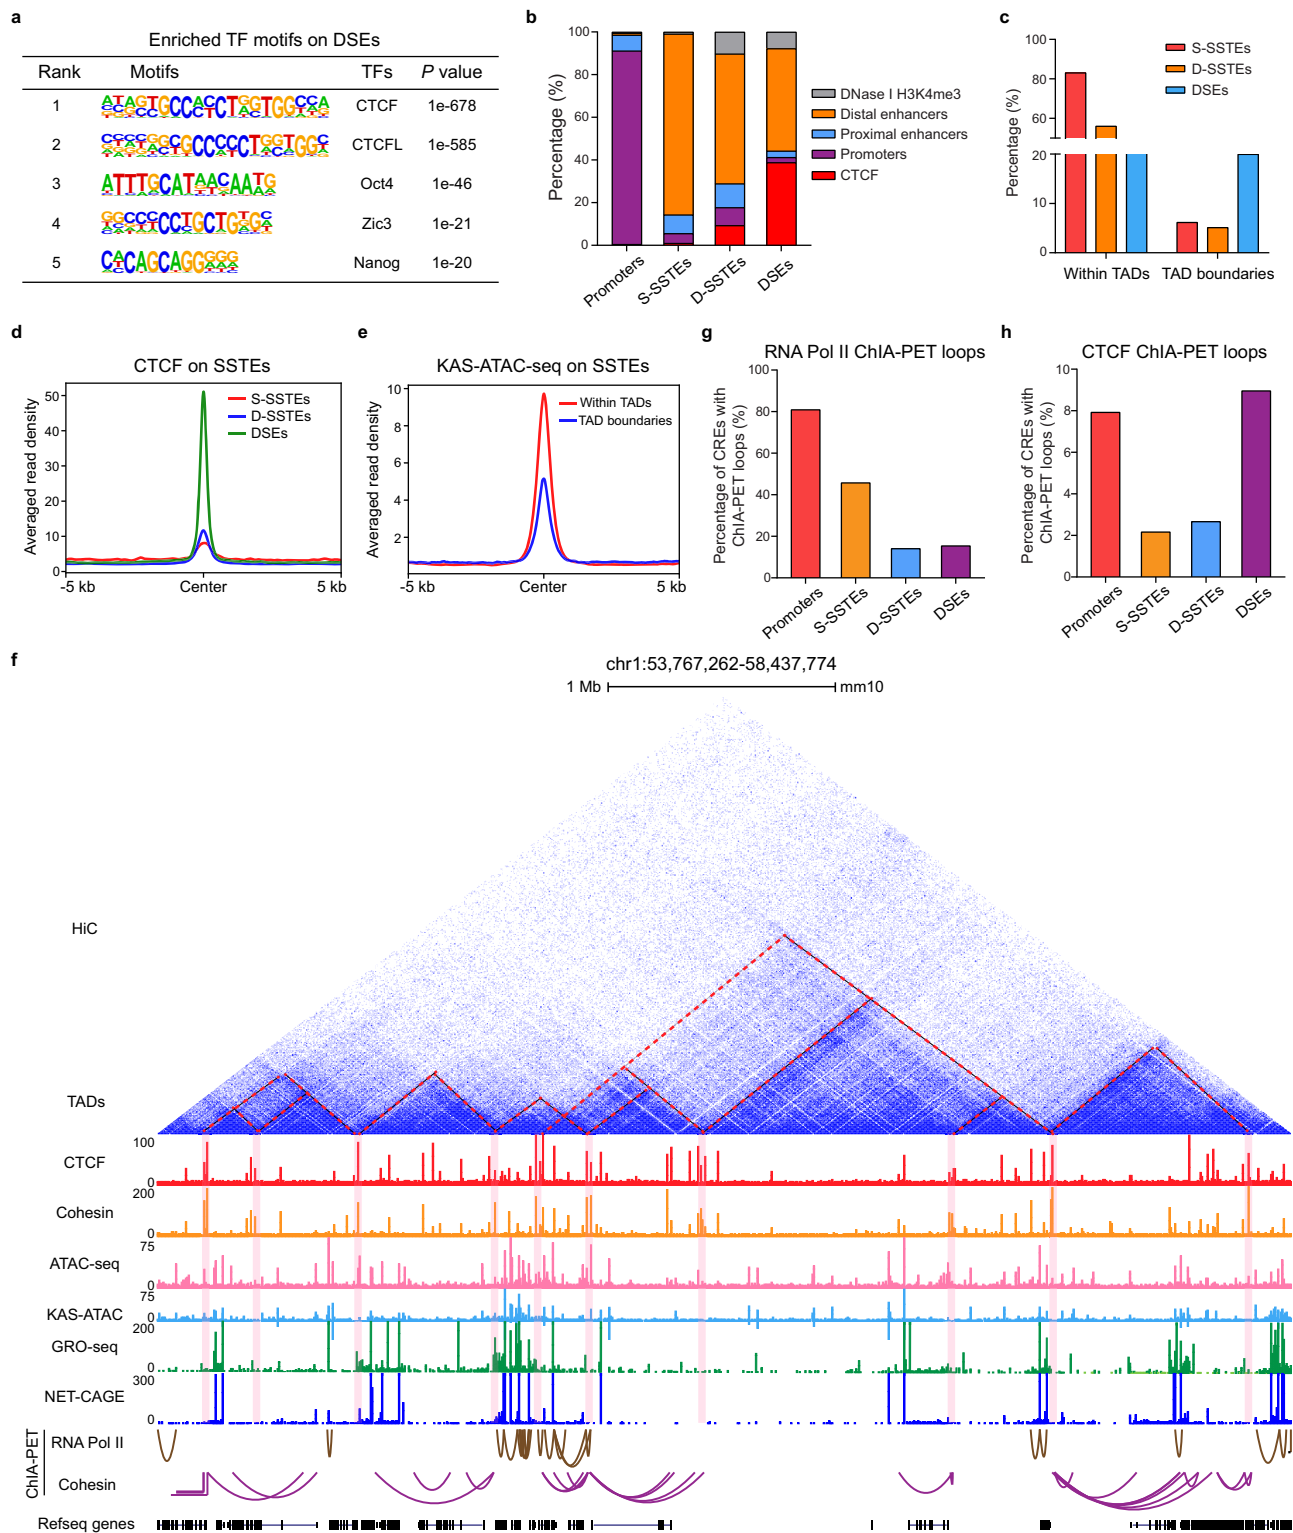 a
Enriched TF motifs on DSEs
Rank Motifs TFs P value
1 CTCF 1e-678
2 CTCFL 1e-585
3 Oct4 1e-46
4 Zic3 1e-21
5 Nanog 1e-20
b
Percentage (%)
100
80
60
40
20
0
Promoters
S-SSTEs
D-SSTEs
DSEs
DNase I H3K4me3
Distal enhancers
Proximal enhancers
Promoters
CTCF
c
Percentage (%)
100
80
60
20
10
0
S-SSTEs
D-SSTEs
DSEs
Within TADs TAD boundaries
d
CTCF on SSTEs
Averaged read density
50
40
30
20
10
0
S-SSTEs
D-SSTEs
DSEs
-5 kb Center 5 kb
e
KAS-ATAC-seq on SSTEs
Averaged read density
10
8
6
4
2
Within TADs
TAD boundaries
-5 kb Center 5 kb
g
RNA Pol II ChIA-PET loops
Percentage of CREs with
ChIA-PET loops (%)
100
80
60
40
20
0
Promoters
S-SSTEs
D-SSTEs
DSEs
h
CTCF ChIA-PET loops
Percentage of CREs with
ChIA-PET loops (%)
10
8
6
4
2
0
Promoters
S-SSTEs
D-SSTEs
DSEs
f
chr1:53,767,262-58,437,774
1 Mb mm10
HiC
TADs
100
CTCF
0
200
Cohesin
0
75
ATAC-seq
0
75
KAS-ATAC
0
200
GRO-seq
0
300
NET-CAGE
0
ChIA-PET
RNA Pol II
Cohesin
Refseq genes